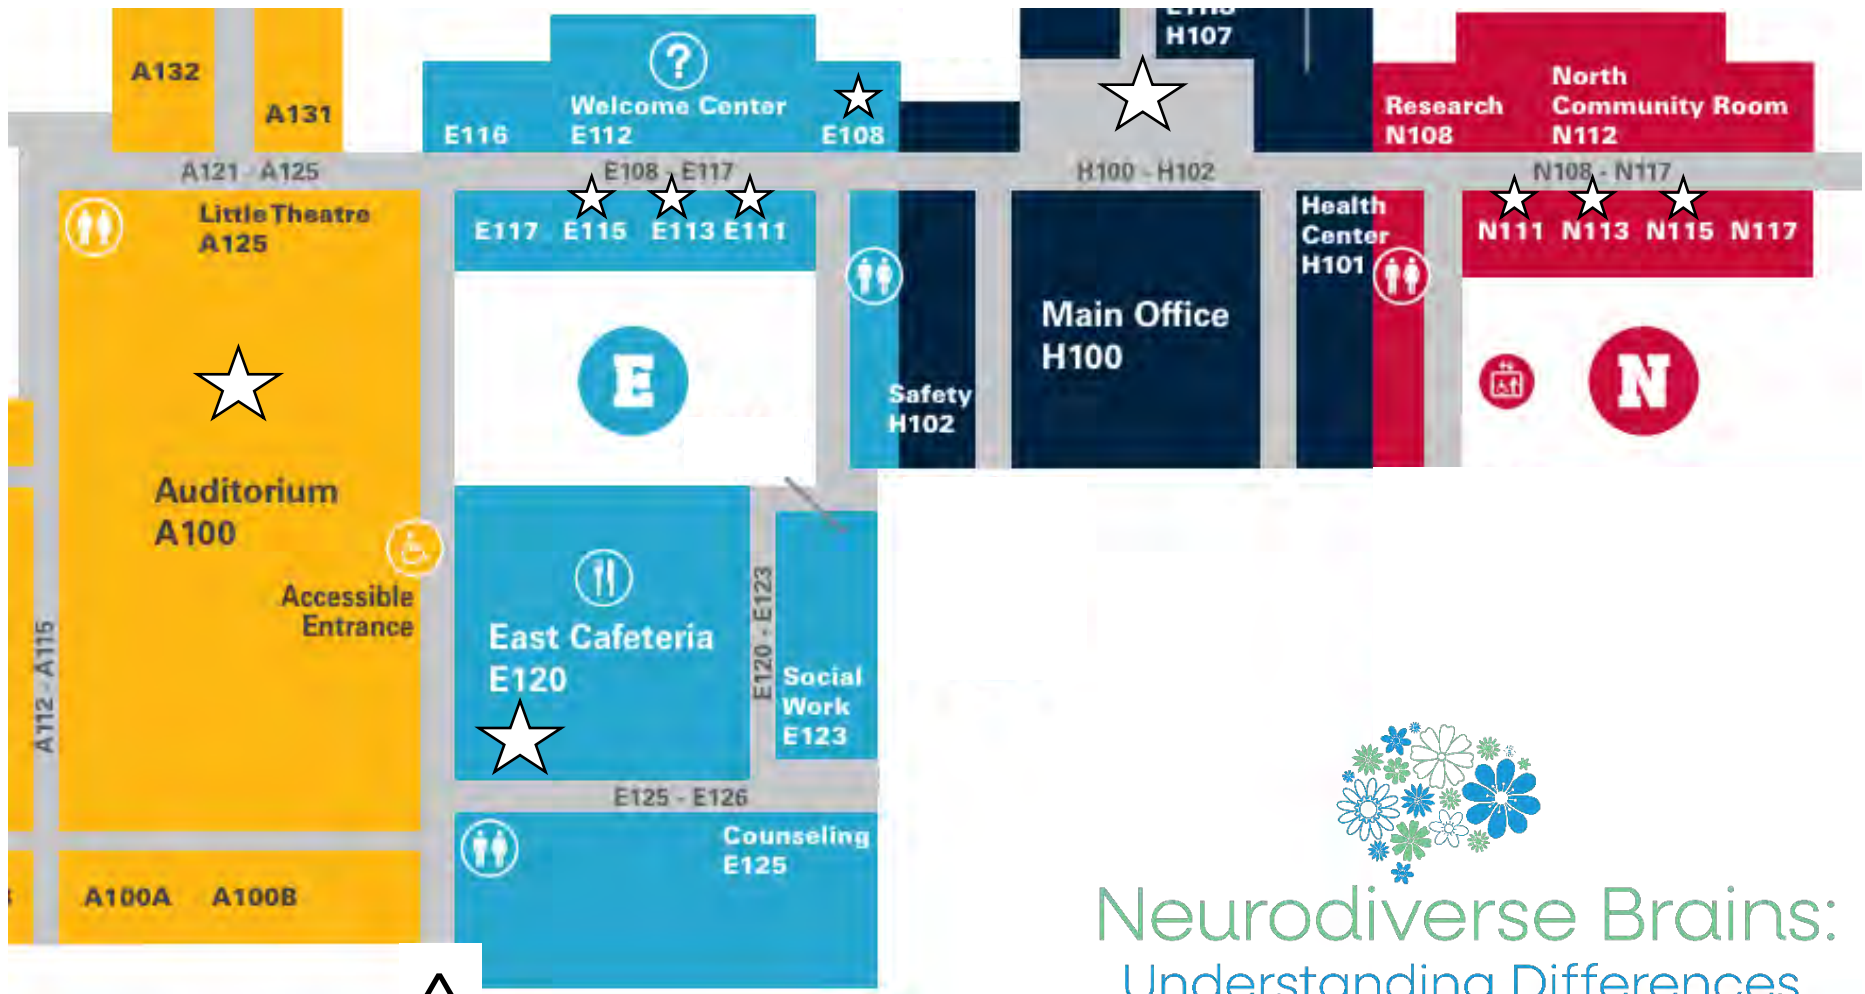 A132
A131
A121 - A125
Little Theatre
A125
Auditorium
A100
Accessible
Entrance
A112 - A115
A100A
A100B
?
Welcome Center
E112
E116
E108
E108 - E117
E117
E115
E113
E111
E
East Cafeteria
E120
E120 - E123
Social
Work
E123
E125 - E126
Counseling
E125
H107
H100 - H102
Safety
H102
Main Office
H100
Health
Center
H101
Research
N108
North
Community Room
N112
N108 - N117
N111
N113
N115
N117
N
Neurodiverse Brains:
Understanding Differences